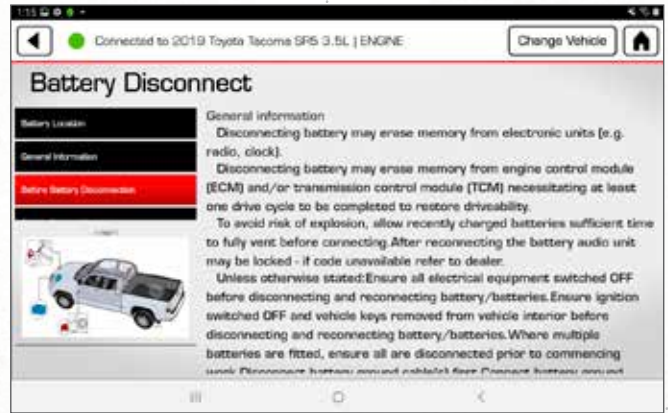 1:15
Connected to 2019 Toyota Tacoma SR5 3.5L | ENGINE
Change Vehicle
Battery Disconnect
Battery Location
General Information
Before Battery Disconnection
General information
Disconnecting battery may erase memory from electronic units (e.g.
radio, clock).
Disconnecting battery may erase memory from engine control module
(ECM) and/or transmission control module (TCM) necessitating at least
one drive cycle to be completed to restore driveability.
To avoid risk of explosion, allow recently charged batteries sufficient time
to fully vent before connecting.After reconnecting the battery audio unit
may be locked - if code unavailable refer to dealer.
Unless otherwise stated:Ensure all electrical equipment switched OFF
before disconnecting and reconnecting battery/batteries.Ensure ignition
switched OFF and vehicle keys removed from vehicle interior before
disconnecting and reconnecting battery/batteries.Where multiple
batteries are fitted, ensure all are disconnected prior to commencing
work.Disconnect battery ground cable(s) first.Connect battery ground